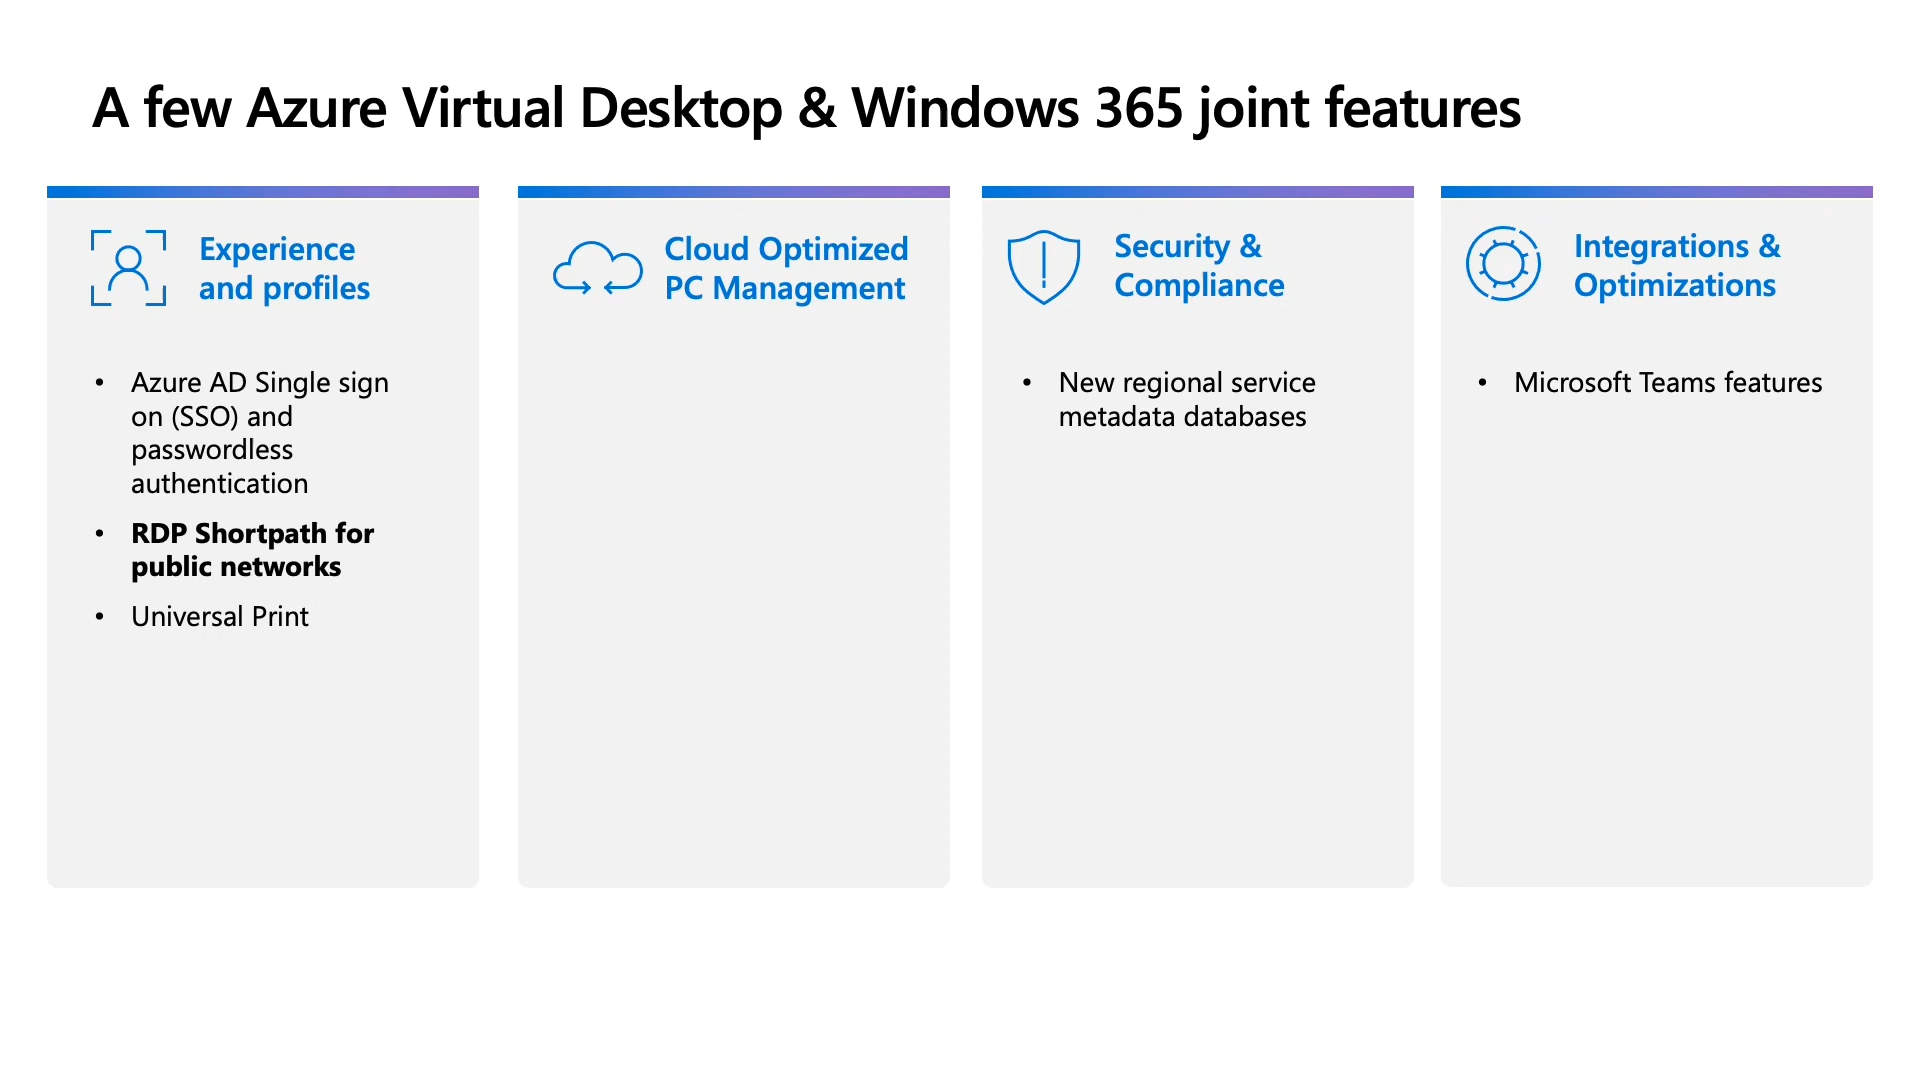 A few Azure Virtual Desktop & Windows 365 joint features
Experience
and profiles
• Azure AD Single sign
on (SSO) and
passwordless
authentication
• RDP Shortpath for
public networks
• Universal Print
Cloud Optimized
PC Management
Security &
Compliance
• New regional service
metadata databases
Integrations &
Optimizations
• Microsoft Teams features